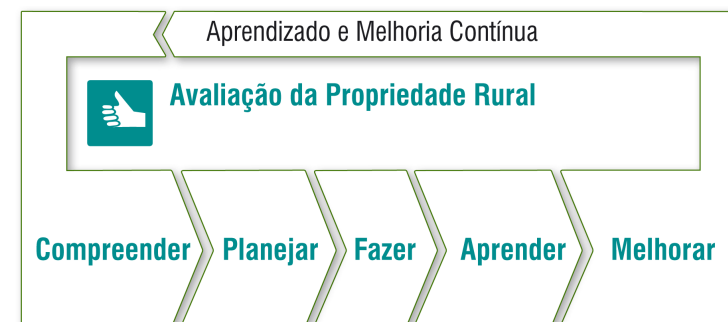 Aprendizado e Melhoria Contínua
Avaliação da Propriedade Rural
Compreender Planejar Fazer Aprender Melhorar